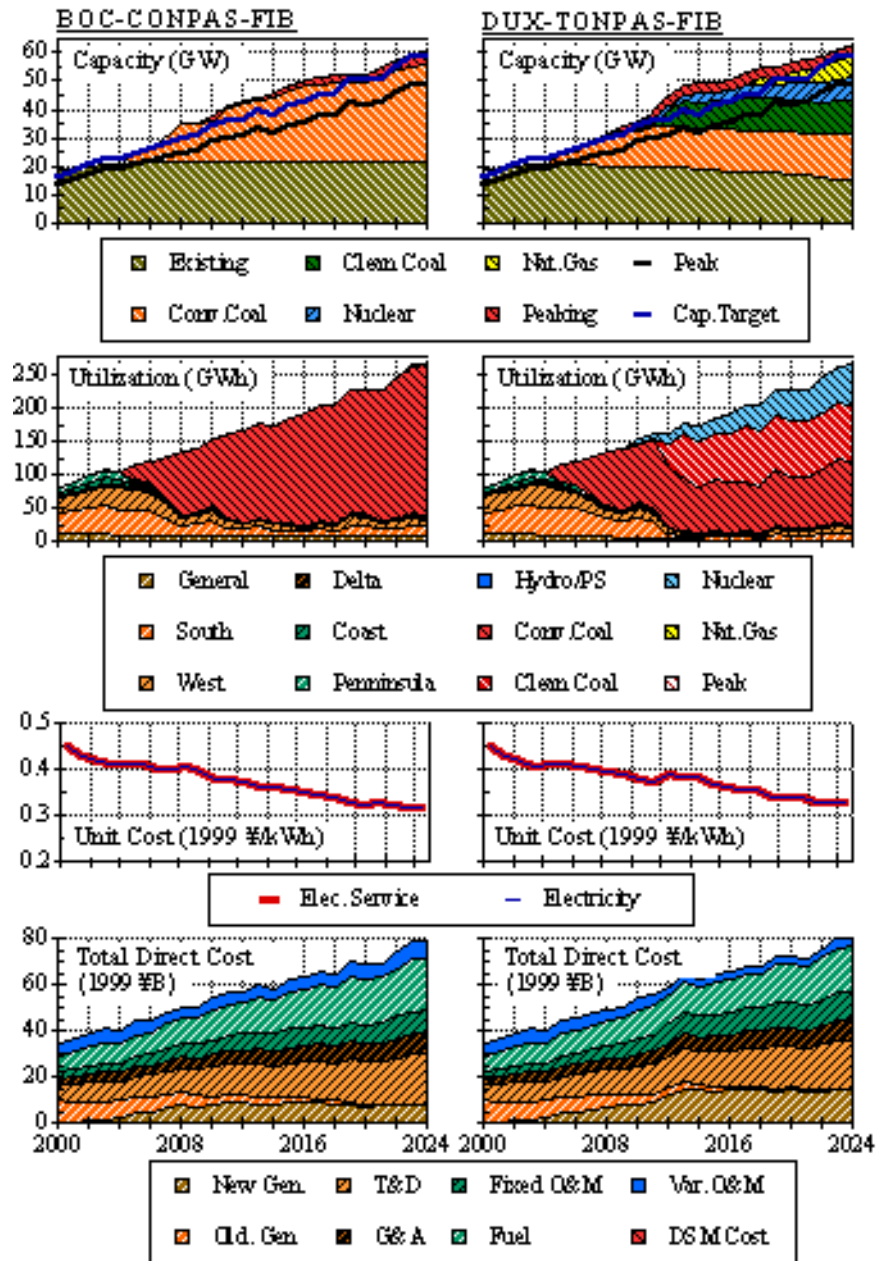 BOC-CONPAS-FIB DUX-TONPAS-FIB
60 Capacity (GW) Capacity (GW)
50
40
30
20
10
0
Existing Clean Coal Nat.Gas Peak
Conv.Coal Nuclear Peaking Cap.Target
250 Utilization (GWh) Utilization (GWh)
200
150
100
50
0
General Delta Hydro/PS Nuclear
South Coast Conv.Coal Nat.Gas
West Penninsula Clean Coal Peak
0.5
0.4
0.3
Unit Cost (1999 ¥/kWh) Unit Cost (1999 ¥/kWh)
0.2
Elec.Service Electricity
80 Total Direct Cost Total Direct Cost
(1999 ¥B) (1999 ¥B)
60
40
20
0
2000 2008 2016 2024 2000 2008 2016 2024
New Gen. T&D Fixed O&M Var. O&M
Old. Gen G& A Fuel DSM Cost